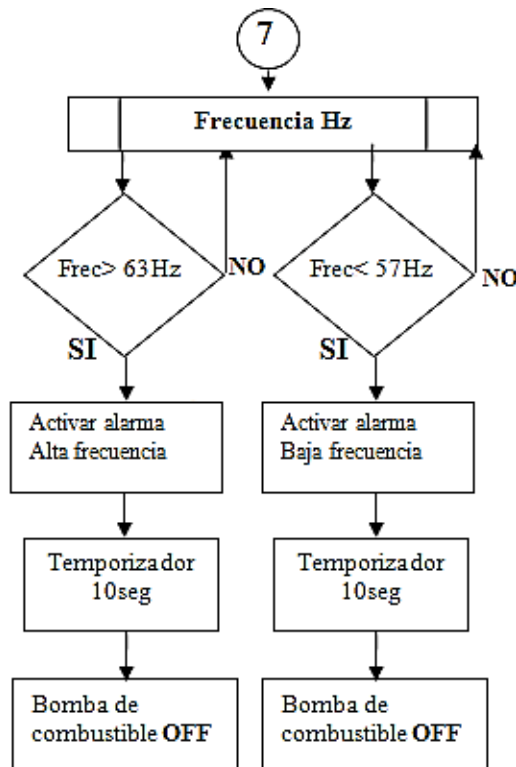 7
Frecuencia Hz
Frec> 63Hz
NO
Frec< 57Hz
NO
SI
SI
Activar alarma
Alta frecuencia
Activar alarma
Baja frecuencia
Temporizador
10seg
Temporizador
10seg
Bomba de
combustible OFF
Bomba de
combustible OFF